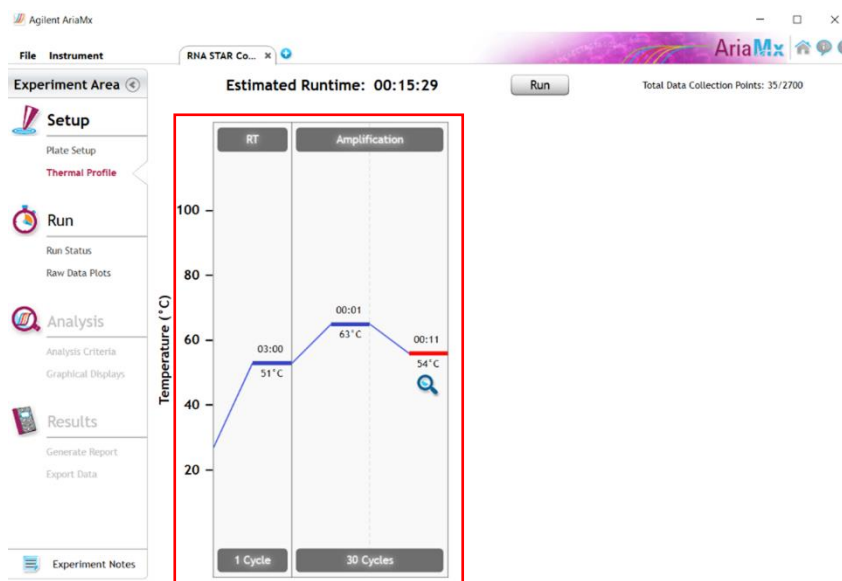 Agilent AriaMx
File Instrument
RNA STAR Co... x
AriaMx
Experiment Area
Estimated Runtime: 00:15:29
Run
Total Data Collection Points: 35/2700
Setup
Plate Setup
Thermal Profile
Run
Run Status
Raw Data Plots
Analysis
Analysis Criteria
Graphical Displays
Results
Generate Report
Export Data
Experiment Notes
RT
Amplification
Temperature (°C)
100
80
60
40
20
03:00
51°C
00:01
63°C
00:11
54°C
1 Cycle
30 Cycles